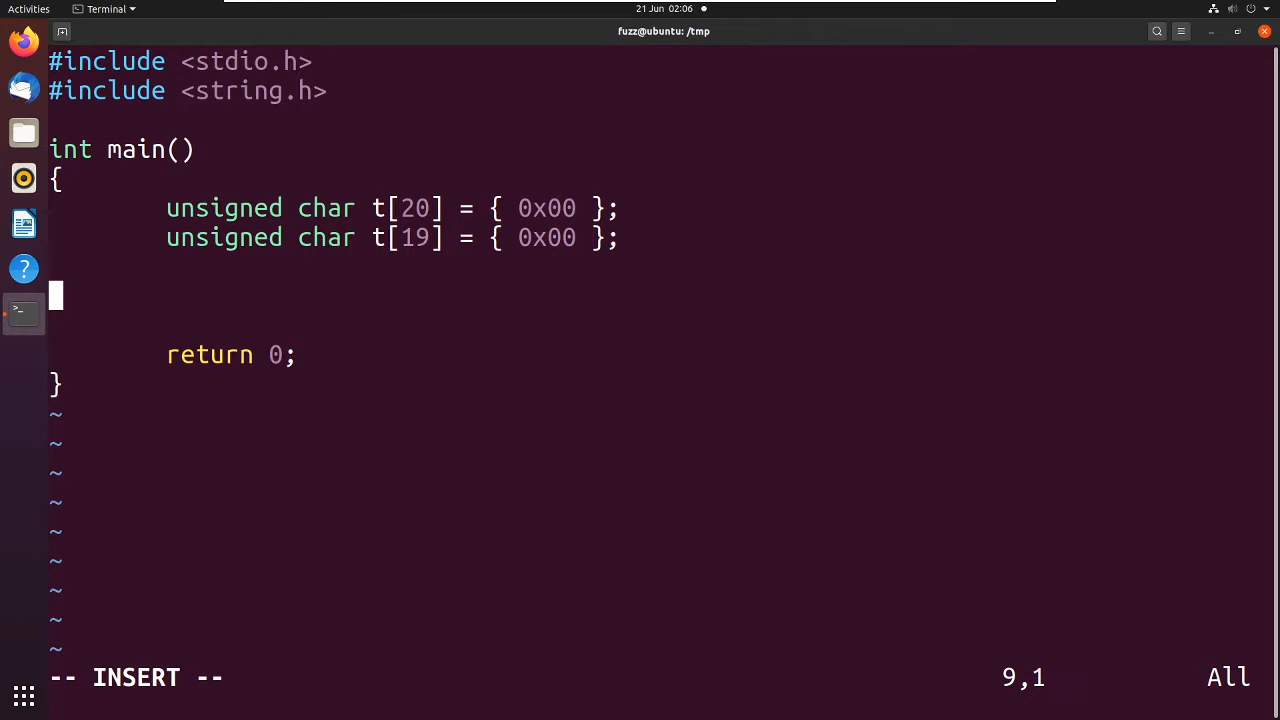 Activities Terminal 21 Jun 02:06
fuzz@ubuntu: /tmp
#include <stdio.h>
#include <string.h>
int main()
{
unsigned char t[20] = { 0x00 };
unsigned char t[19] = { 0x00 };
return 0;
}
~
~
~
~
~
~
~
~
~
-- INSERT -- 9,1 All